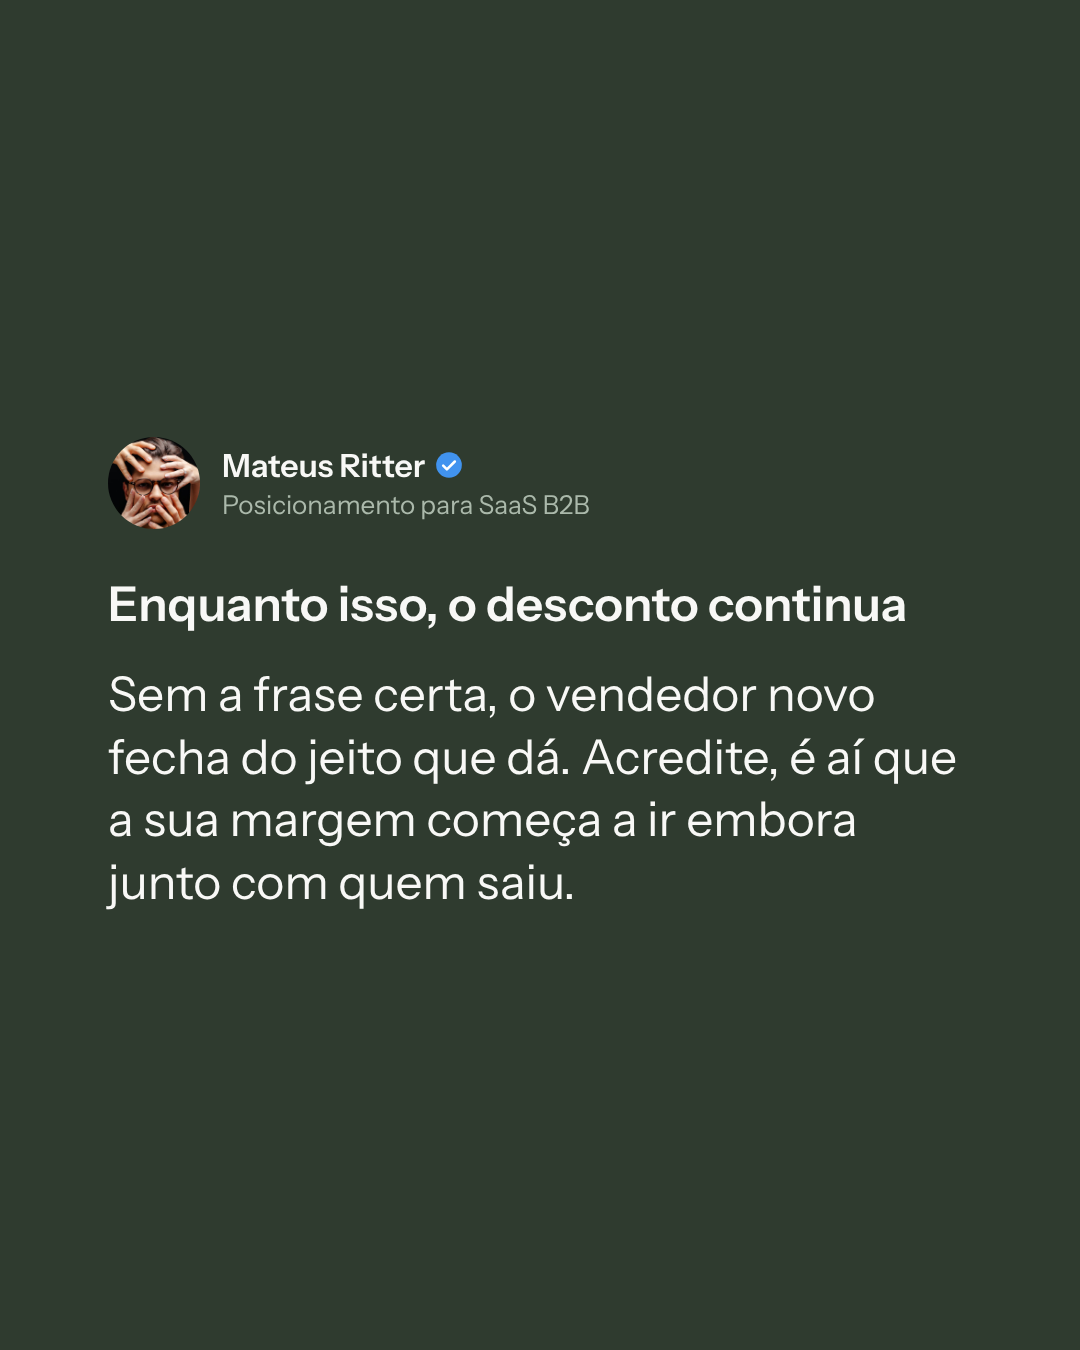 Mateus Ritter
Posicionamento para SaaS B2B
Enquanto isso, o desconto continua
Sem a frase certa, o vendedor novo
fecha do jeito que dá. Acredite, é aí que
a sua margem começa a ir embora
junto com quem saiu.